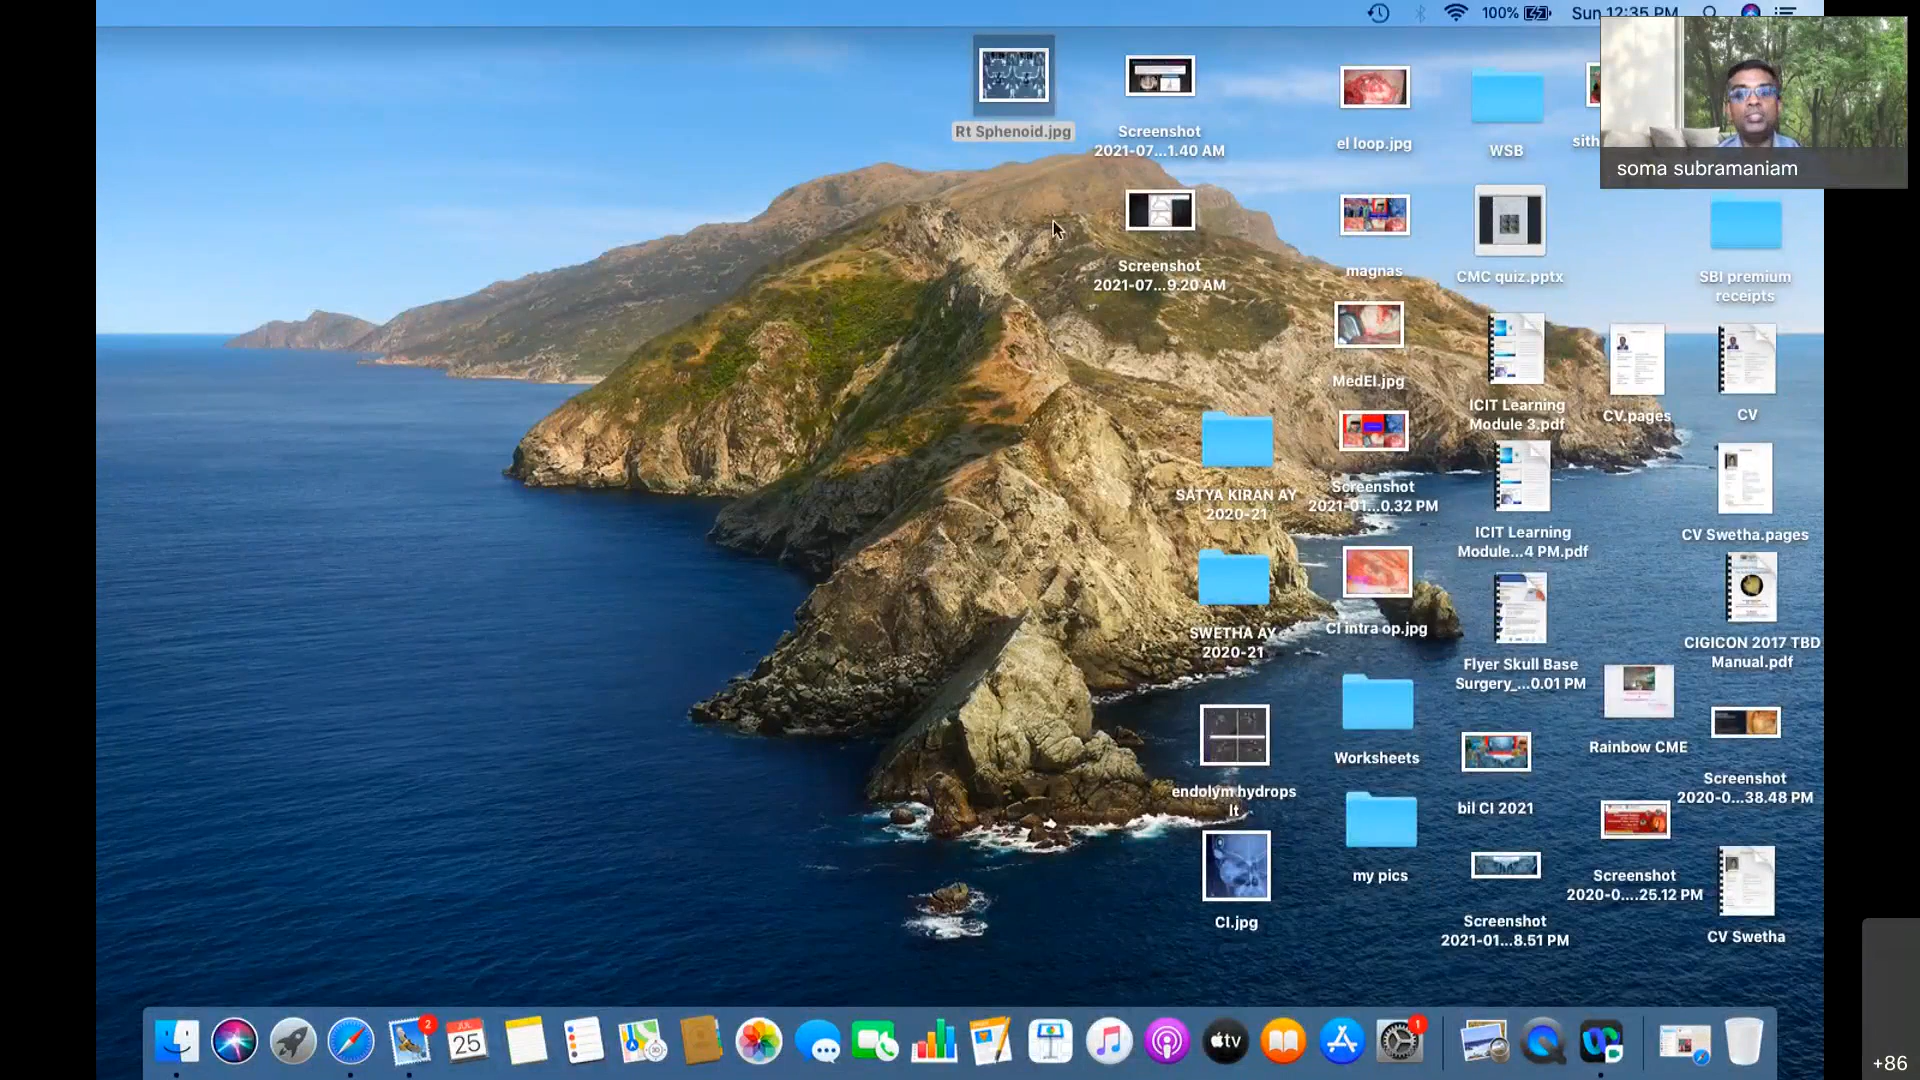 100%
Sun 12:35 PM
soma subramaniam
Rt Sphenoid.jpg
Screenshot
2021-07...1.40 AM
el loop.jpg
WSB
sith
Screenshot
2021-07...9.20 AM
magnas
CMC quiz.pptx
SBI premium
receipts
MedEl.jpg
ICIT Learning
Module 3.pdf
CV.pages
CV
SATYA KIRAN AY
2020-21
Screenshot
2021-01...0.32 PM
ICIT Learning
Module...4 PM.pdf
CV Swetha.pages
SWETHA AY
2020-21
CI intra op.jpg
Flyer Skull Base
Surgery_...0.01 PM
CIGICON 2017 TBD
Manual.pdf
endolym hydrops
lt
Worksheets
bil CI 2021
Rainbow CME
Screenshot
2020-0...38.48 PM
CI.jpg
my pics
Screenshot
2021-01...8.51 PM
Screenshot
2020-0....25.12 PM
CV Swetha
2
JUL
25
tv
1
+86